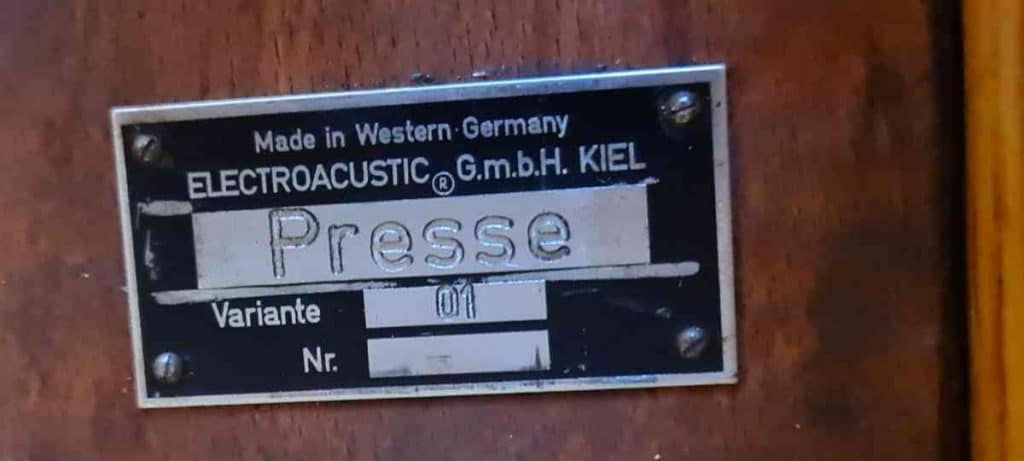 Made in Western Germany
ELECTROACUSTIC® G.m.b.H. KIEL
Presse
Variante 01
Nr.